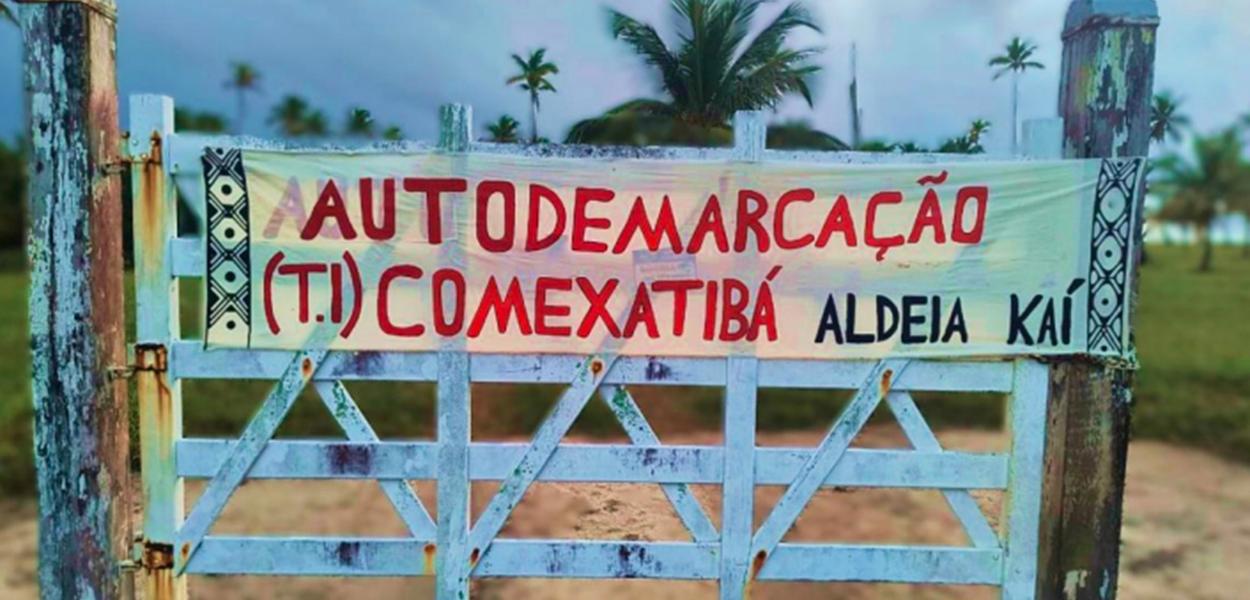 AUTODEMARCAÇÃO
(T.I) COMEXATIBÁ ALDEIA KAÍ